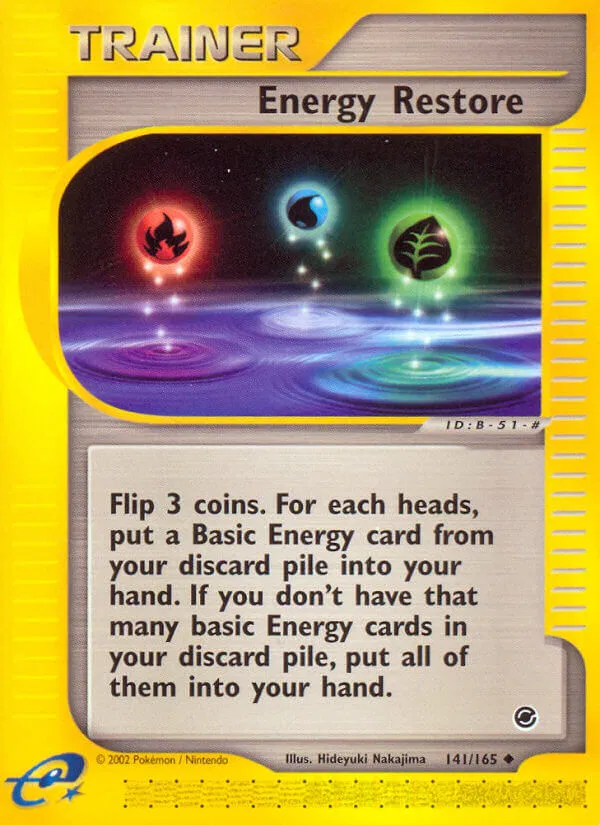 TRAINER
Energy Restore
ID:B-51-#
Flip 3 coins. For each heads,
put a Basic Energy card from
your discard pile into your
hand. If you don't have that
many basic Energy cards in
your discard pile, put all of
them into your hand.
© 2002 Pokémon / Nintendo Illus. Hideyuki Nakajima 141/165 ◆
e